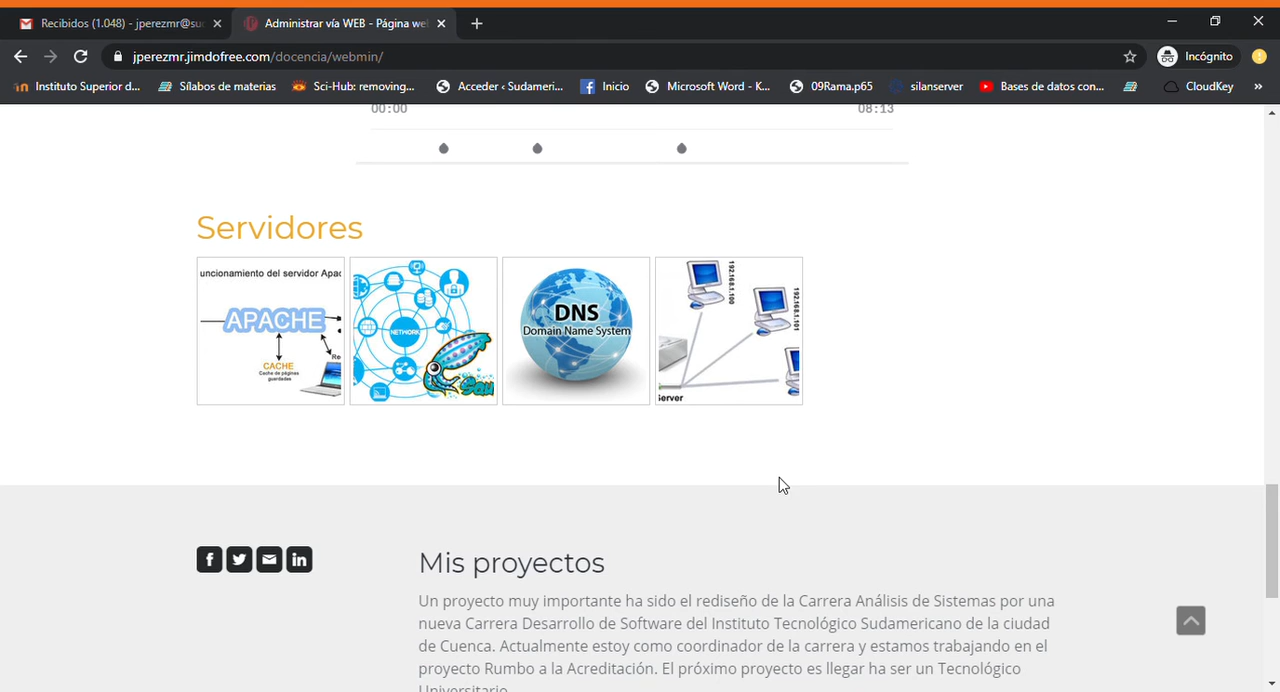 Recibidos (1.048) - jperezmr@su
Administrar vía WEB - Página we
jperezmr.jimdofree.com/docencia/webmin/
Incógnito
Instituto Superior d...
Sílabos de materias
Sci-Hub: removing...
Acceder ‹ Sudameri...
Inicio
Microsoft Word - K...
09Rama.p65
silanserver
Bases de datos con...
CloudKey
»
00:00
08:13
Servidores
uncionamiento del servidor Apac
APACHE
CACHE
Caché de páginas
guardadas
Re
NETWORK
Squ
DNS
Domain Name System
192.168.1.100
192.168.1.101
Server
Mis proyectos
Un proyecto muy importante ha sido el rediseño de la Carrera Análisis de Sistemas por una
nueva Carrera Desarrollo de Software del Instituto Tecnológico Sudamericano de la ciudad
de Cuenca. Actualmente estoy como coordinador de la carrera y estamos trabajando en el
proyecto Rumbo a la Acreditación. El próximo proyecto es llegar ha ser un Tecnológico
Universitario.